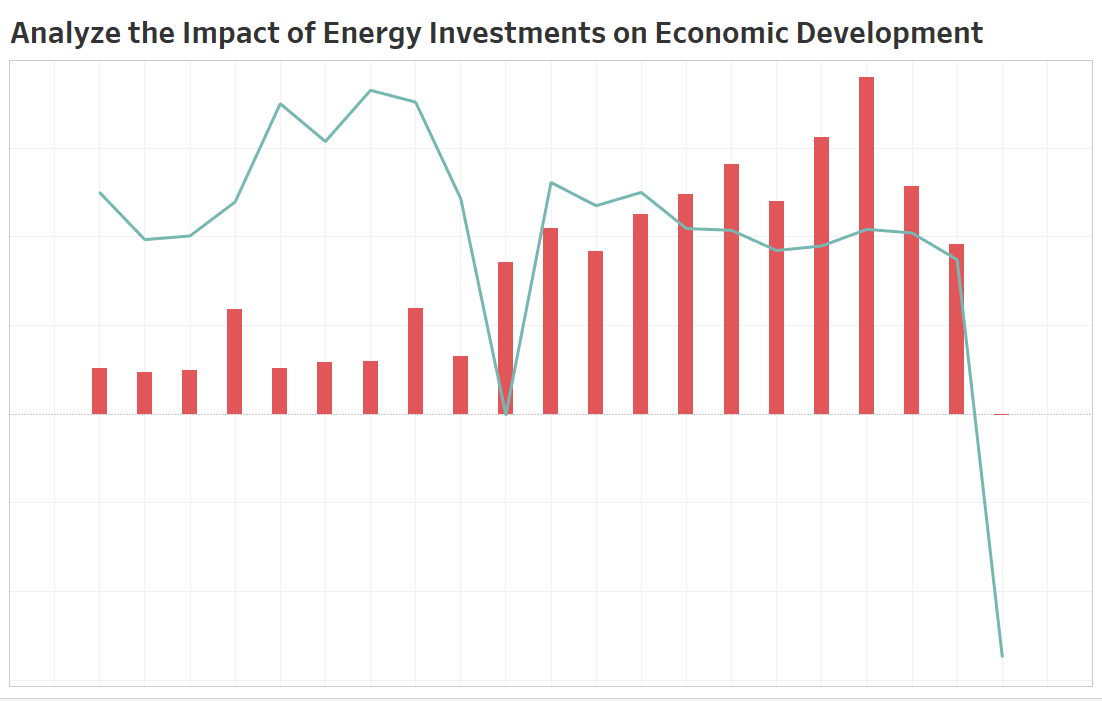 Analyze the Impact of Energy Investments on Economic Development